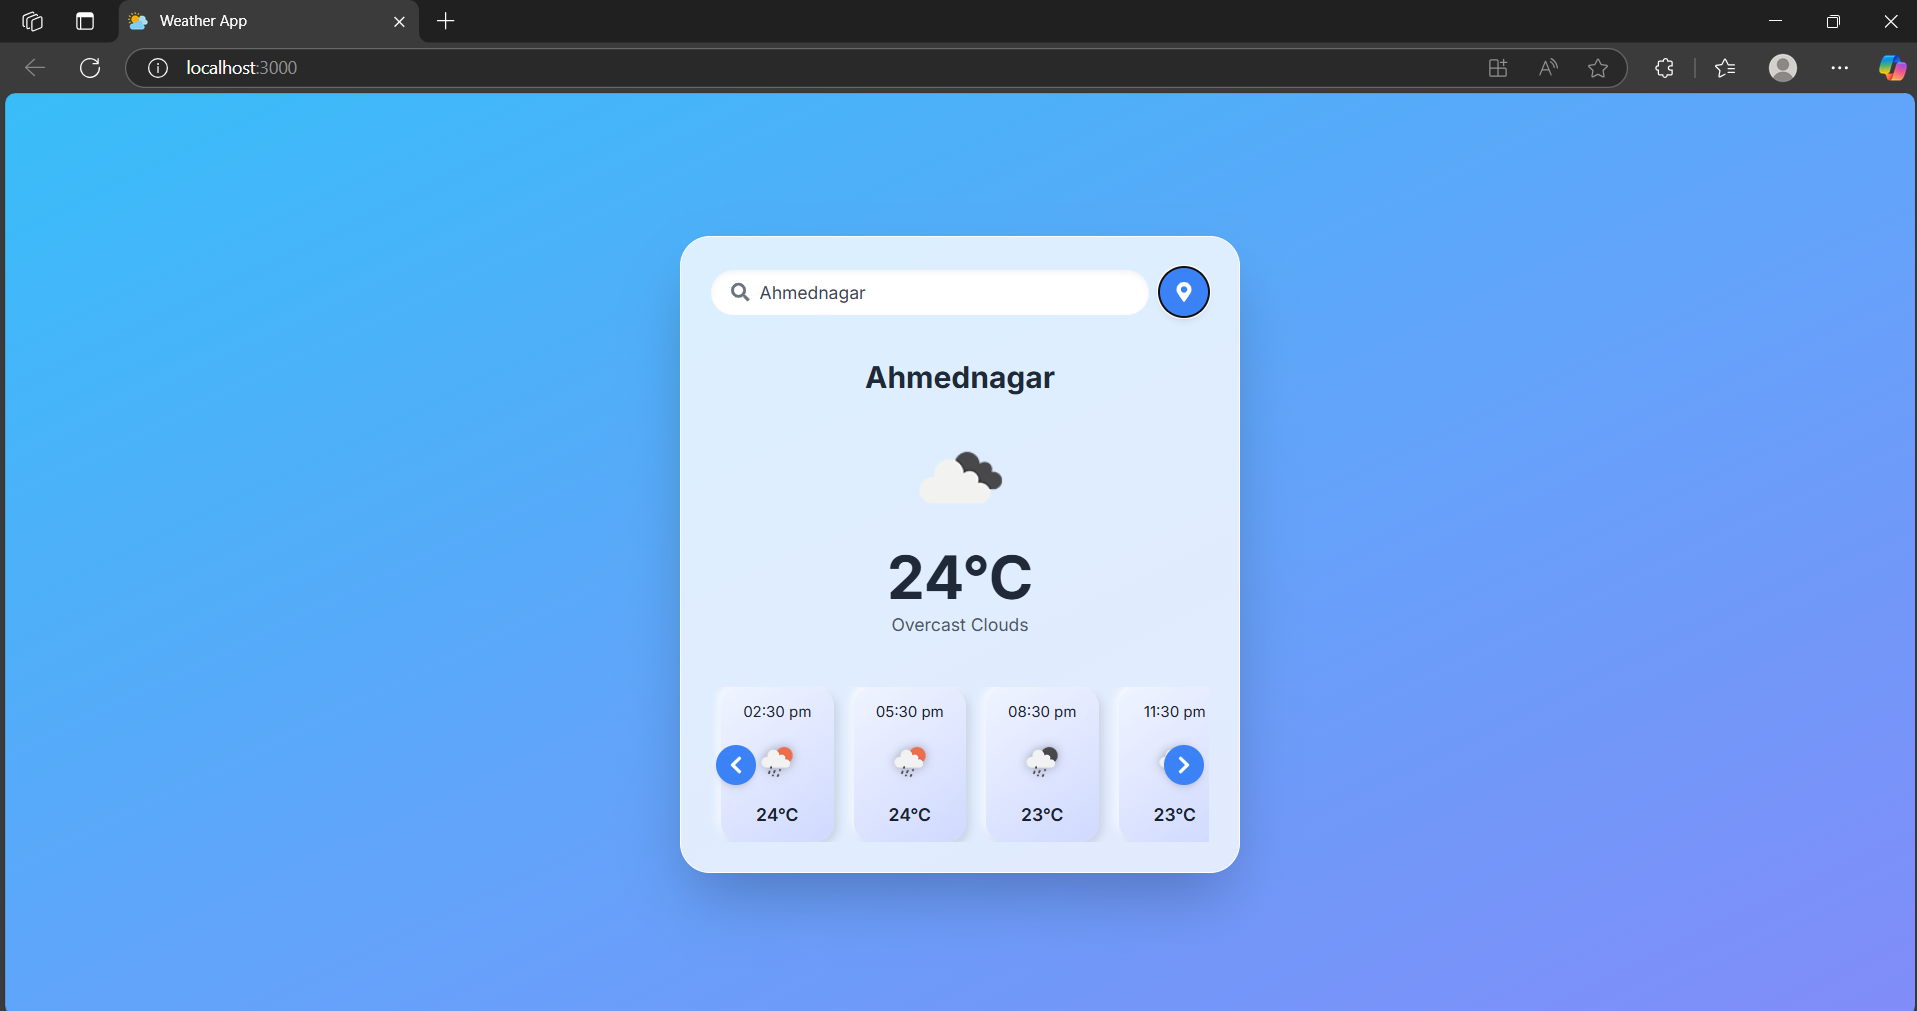 Weather App
localhost:3000
Ahmednagar
Ahmednagar
24°C
Overcast Clouds
02:30 pm 05:30 pm 08:30 pm 11:30 pm
24°C 24°C 23°C 23°C